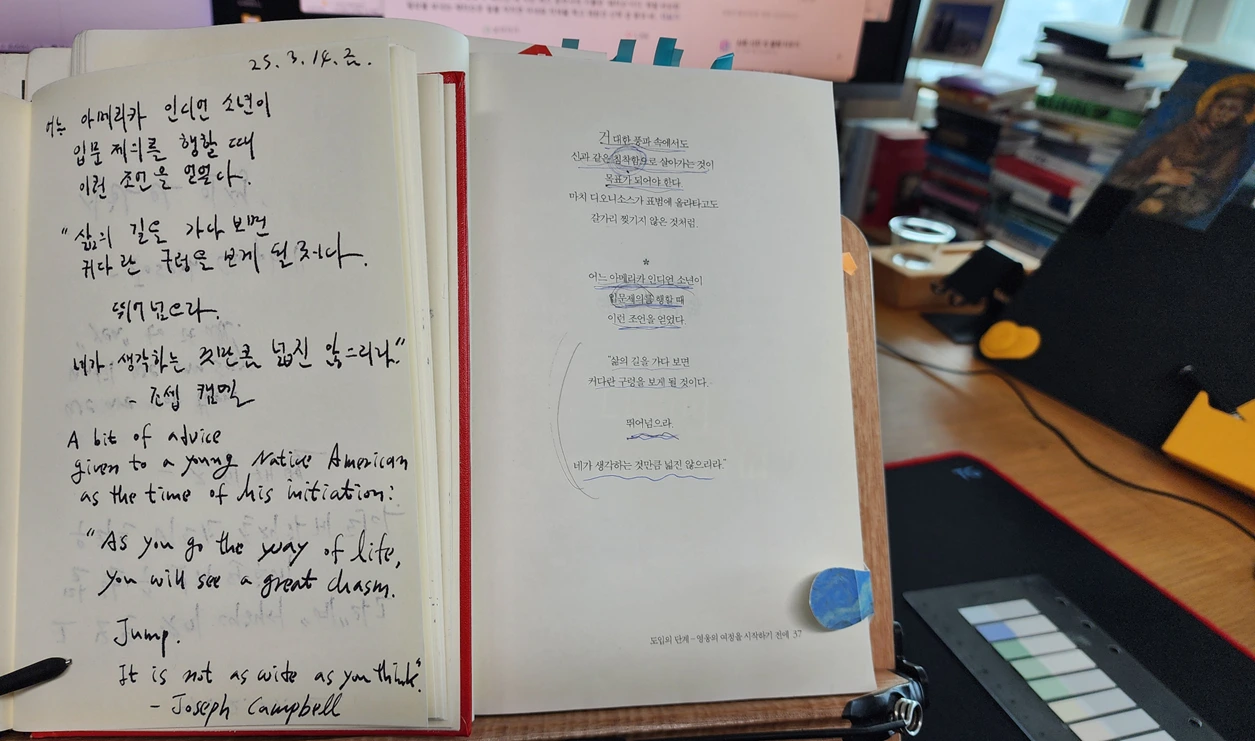 25. 3. 14. 금.
어느 아메리카 인디언 소년이
입문 제의를 행할 때
이런 조언을 얻었다.
"삶의 길을 가다 보면
커다란 구렁을 보게 될 것이다.
뛰어넘으라.
네가 생각하는 것만큼 넓진 않으리라."
- 조셉 캠벨
A bit of advice
given to a young Native American
as the time of his initiation:
"As you go the way of life,
you will see a great chasm.
Jump.
It is not as wide as you think."
- Joseph Campbell
거대한 풍파 속에서도
신과 같은 침착함으로 살아가는 것이
목표가 되어야 한다.
마치 디오니소스가 표범에 올라타고도
갈가리 찢기지 않은 것처럼.
*
어느 아메리카 인디언 소년이
입문제의를 행할 때
이런 조언을 얻었다.
"삶의 길을 가다 보면
커다란 구렁을 보게 될 것이다.
뛰어넘으라.
네가 생각하는 것만큼 넓진 않으리라."
도입의 단계 – 영웅의 여정을 시작하기 전에 37